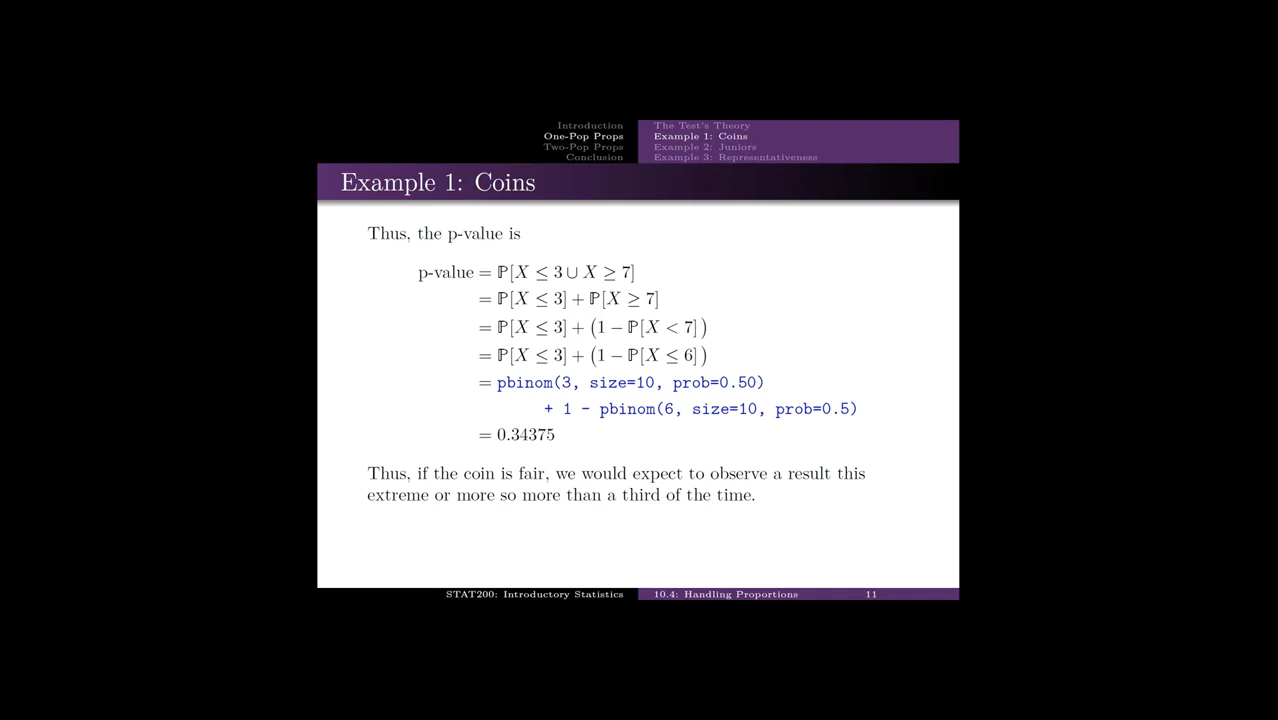 Introduction
One-Pop Props
Two-Pop Props
Conclusion
The Test's Theory
Example 1: Coins
Example 2: Juniors
Example 3: Representativeness
Example 1: Coins
Thus, the p-value is
p-value = ℙ[X ≤ 3 ∪ X ≥ 7]
= ℙ[X ≤ 3] + ℙ[X ≥ 7]
= ℙ[X ≤ 3] + (1 − ℙ[X < 7])
= ℙ[X ≤ 3] + (1 − ℙ[X ≤ 6])
= pbinom(3, size=10, prob=0.50)
+ 1 - pbinom(6, size=10, prob=0.5)
= 0.34375
Thus, if the coin is fair, we would expect to observe a result this
extreme or more so more than a third of the time.
STAT200: Introductory Statistics
10.4: Handling Proportions 11